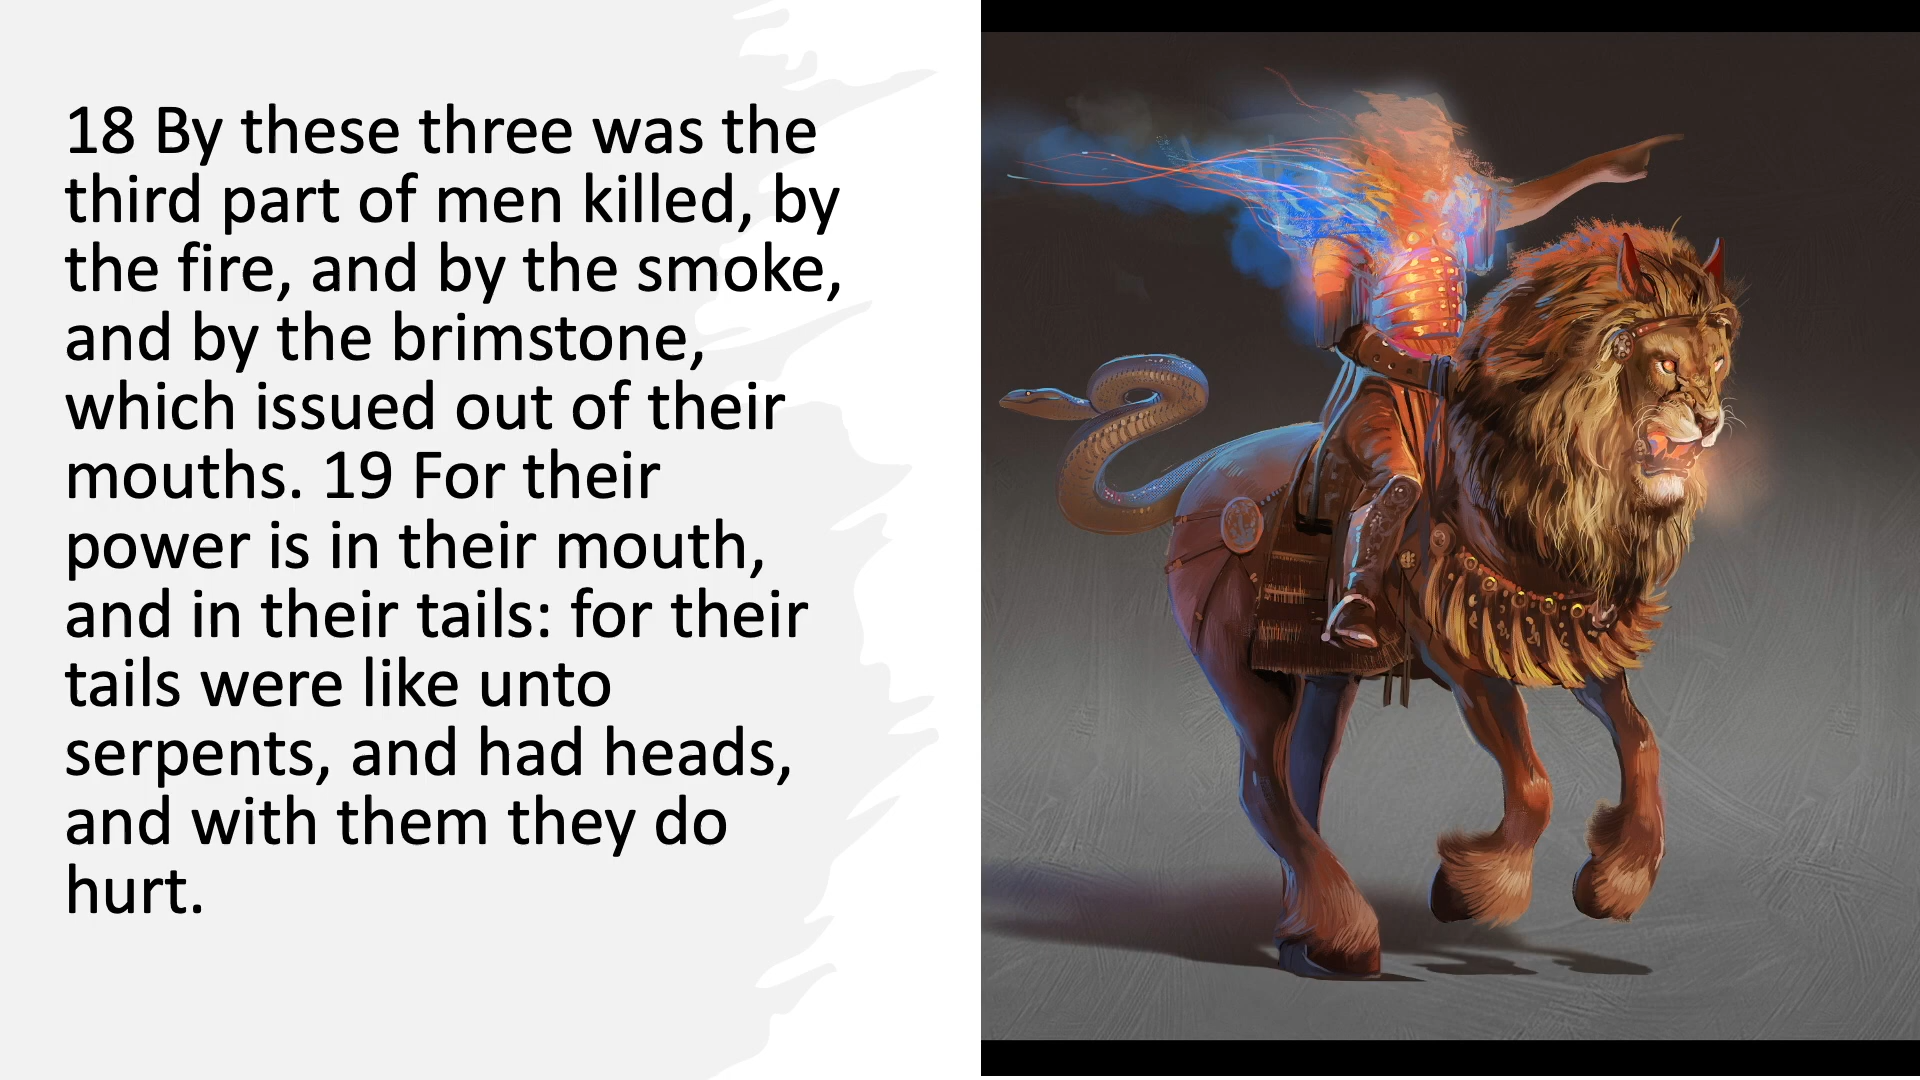 18 By these three was the
third part of men killed, by
the fire, and by the smoke,
and by the brimstone,
which issued out of their
mouths. 19 For their
power is in their mouth,
and in their tails: for their
tails were like unto
serpents, and had heads,
and with them they do
hurt.